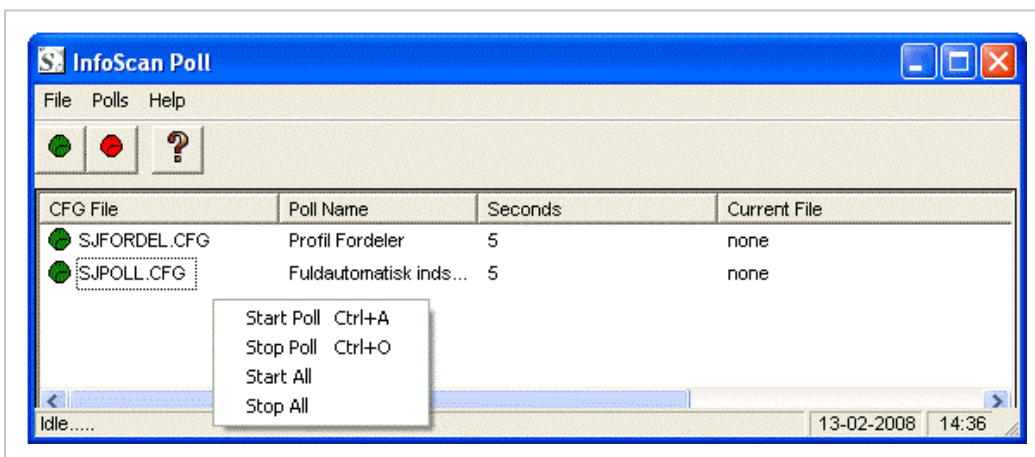 InfoScan Poll
File Polls Help
CFG File Poll Name Seconds Current File
SJFORDEL.CFG Profil Fordeler 5 none
SJPOLL.CFG Fuldautomatisk inds... 5 none
Start Poll Ctrl+A
Stop Poll Ctrl+O
Start All
Stop All
Idle..... 13-02-2008 14:36